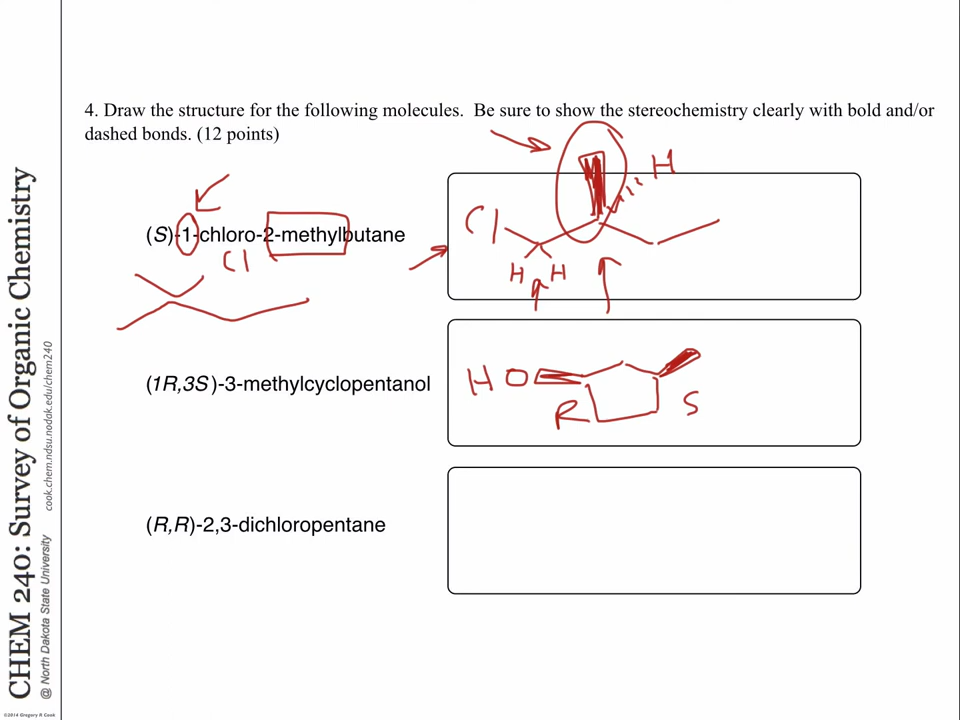 4. Draw the structure for the following molecules. Be sure to show the stereochemistry clearly with bold and/or
dashed bonds. (12 points)
H
(S)-1-chloro-2-methylbutane
Cl
Cl
H H
(1R,3S)-3-methylcyclopentanol
HO
R
S
(R,R)-2,3-dichloropentane
CHEM 240: Survey of Organic Chemistry
@ North Dakota State University cook.chem.ndsu.nodak.edu/chem240
©2014 Gregory R Cook